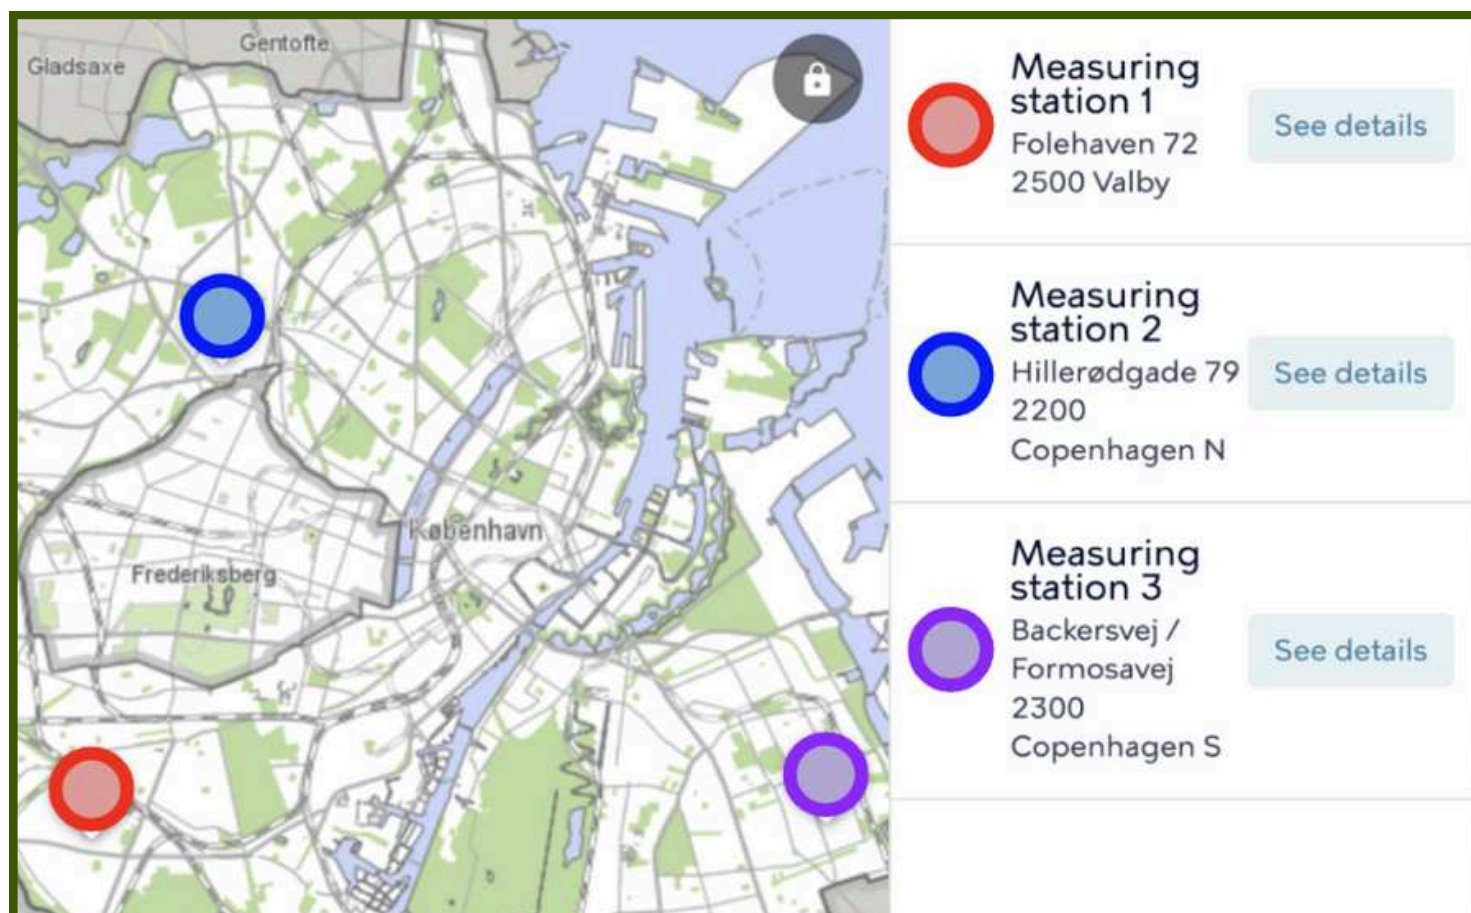 Gentofte
Gladsaxe
København
Frederiksberg
Measuring
station 1
Folehaven 72
2500 Valby
See details
Measuring
station 2
Hillerødgade 79
2200
Copenhagen N
See details
Measuring
station 3
Backersvej /
Formosavej
2300
Copenhagen S
See details